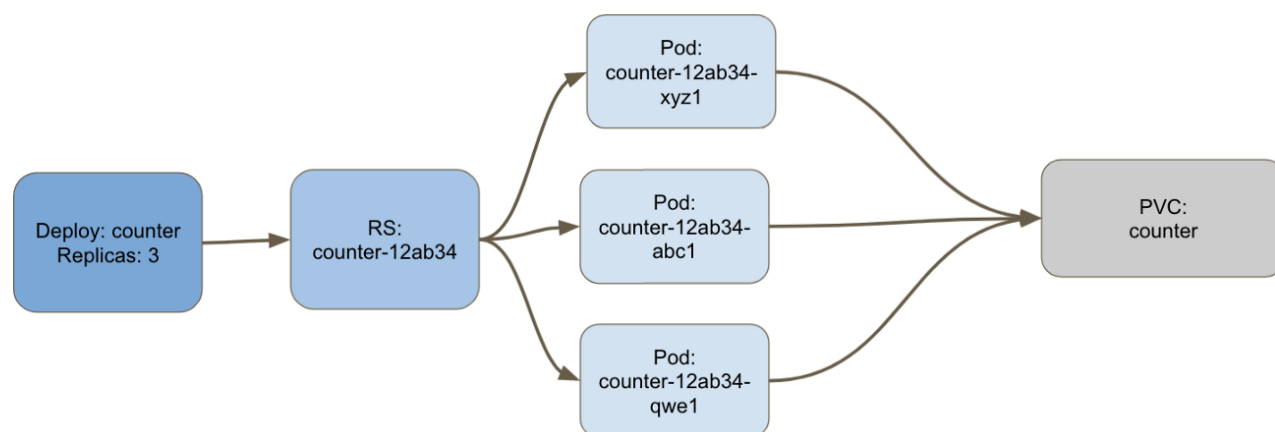 Deploy: counter
Replicas: 3
RS:
counter-12ab34
Pod:
counter-12ab34-
xyz1
Pod:
counter-12ab34-
abc1
Pod:
counter-12ab34-
qwe1
PVC:
counter